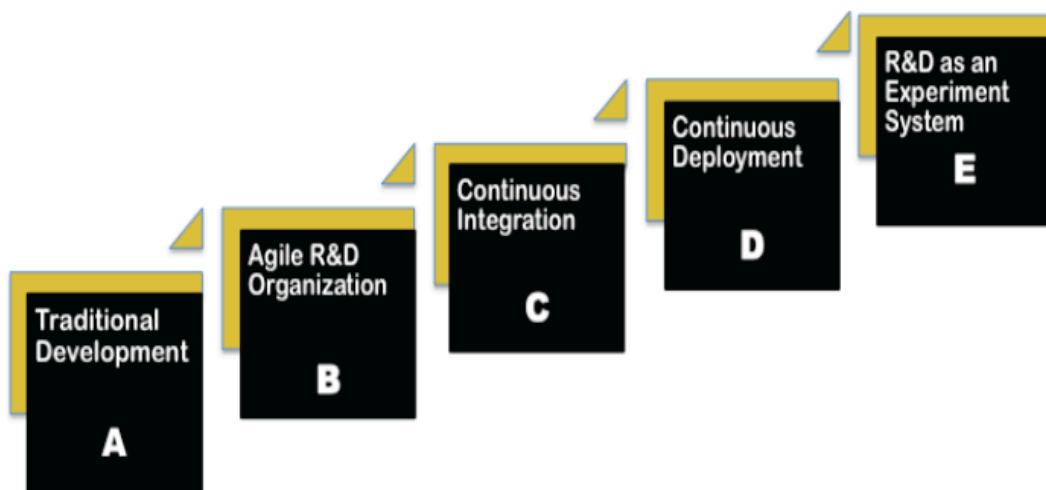 Traditional
Development
A
Agile R&D
Organization
B
Continuous
Integration
C
Continuous
Deployment
D
R&D as an
Experiment
System
E